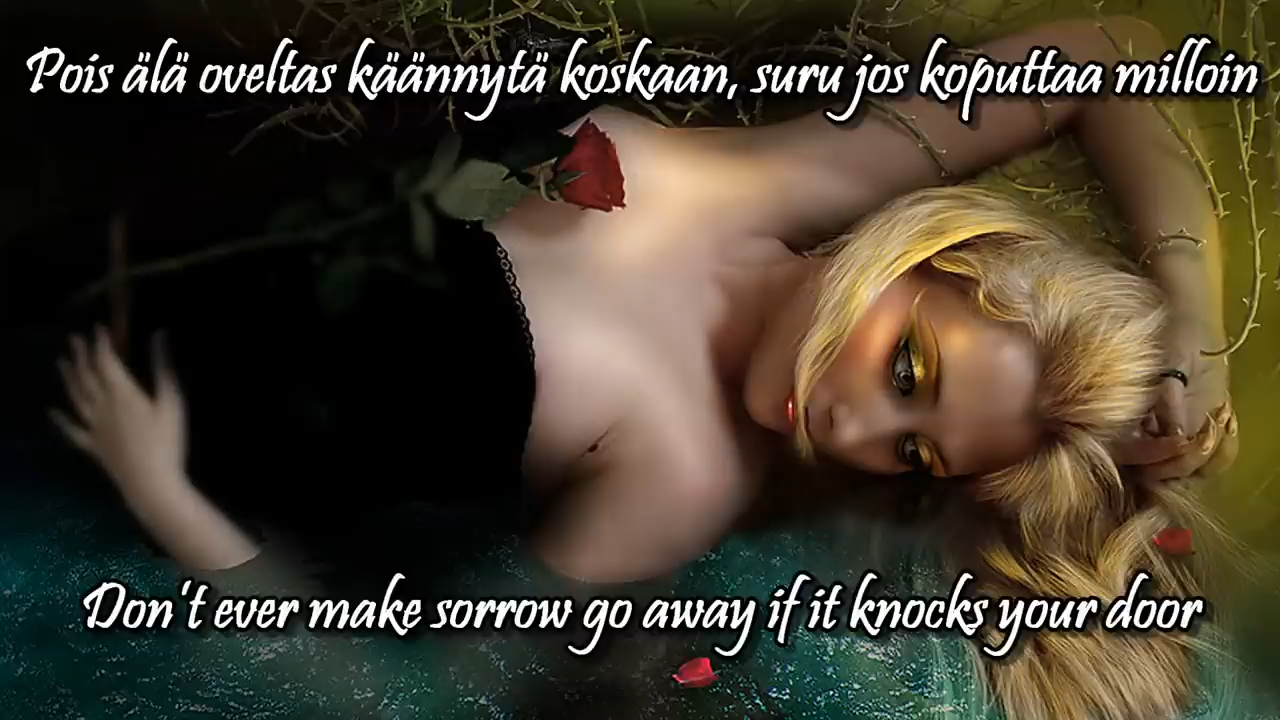 Pois älä oveltas käännytä koskaan, suru jos koputtaa milloin
Don't ever make sorrow go away if it knocks your door